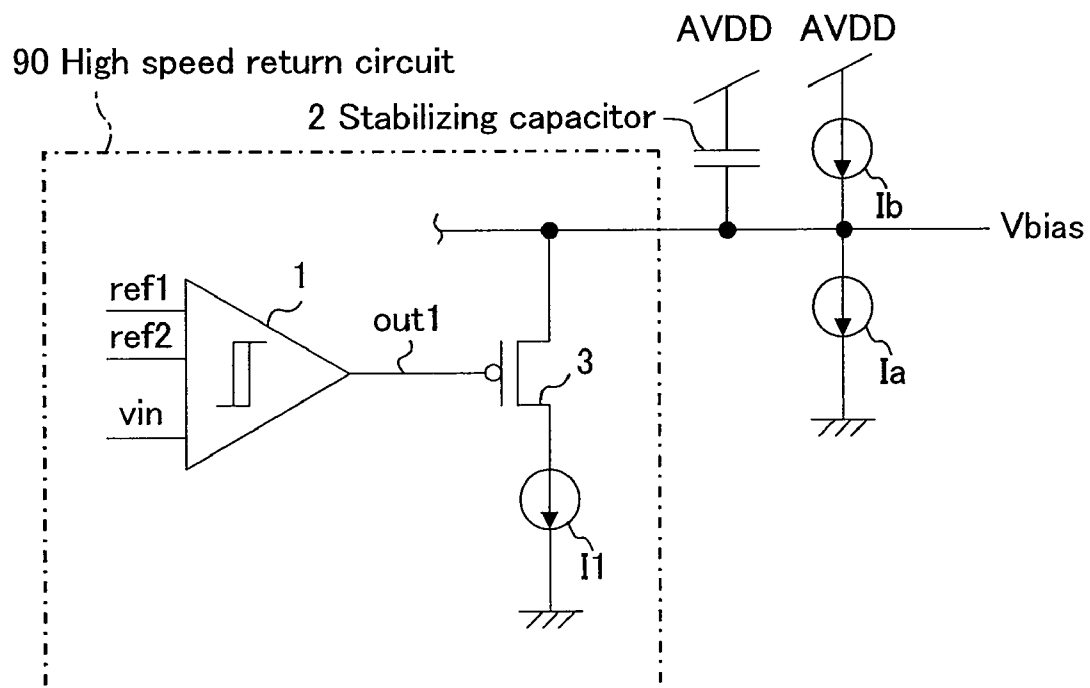 AVDD AVDD
90 High speed return circuit
2 Stabilizing capacitor
Ib
Vbias
ref1
1
ref2
out1
3
Ia
vin
I1